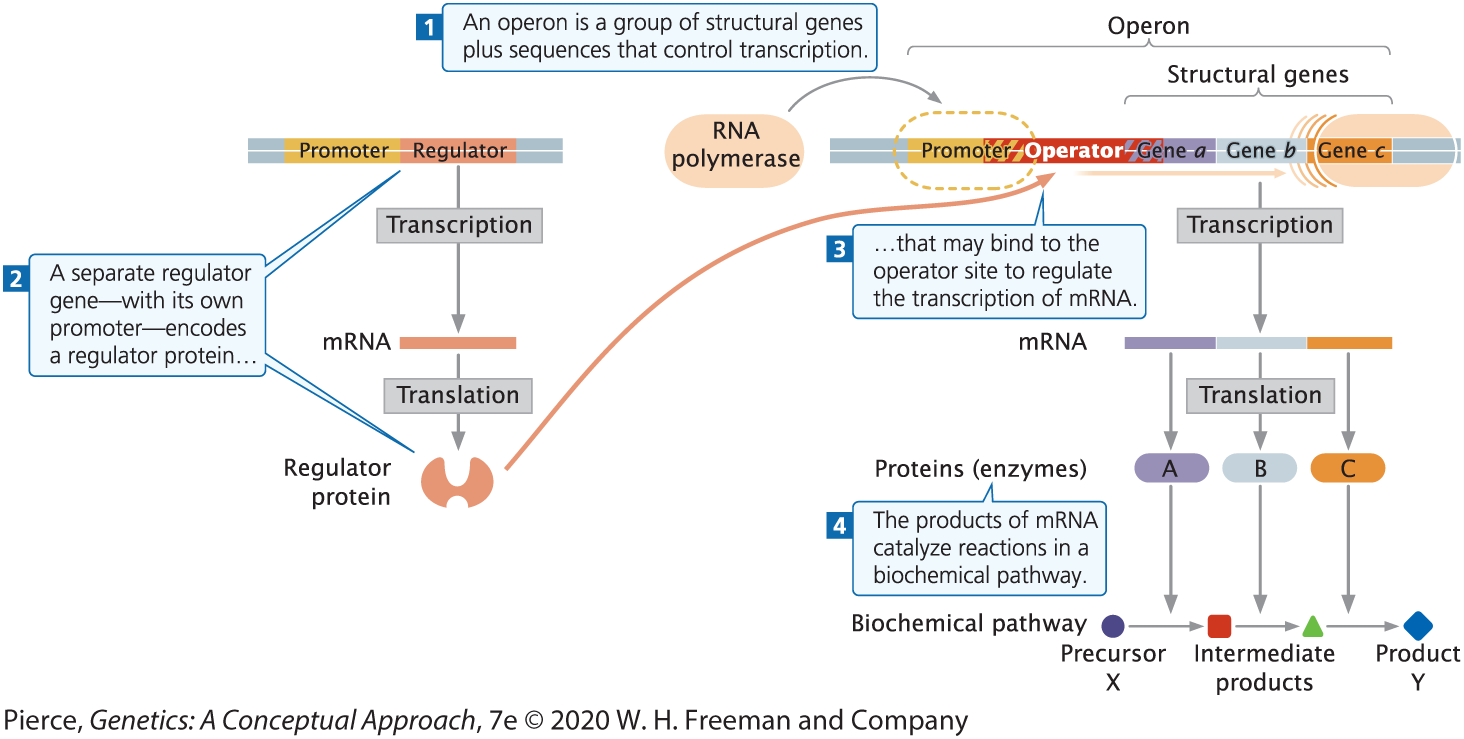 1
An operon is a group of structural genes
plus sequences that control transcription.
Operon
Structural genes
RNA
polymerase
Promoter
Regulator
Promoter
Operator
Gene a
Gene b
Gene c
Transcription
Transcription
2
A separate regulator
gene—with its own
promoter—encodes
a regulator protein…
3
…that may bind to the
operator site to regulate
the transcription of mRNA.
mRNA
mRNA
Translation
Translation
Regulator
protein
Proteins (enzymes)
A
B
C
4
The products of mRNA
catalyze reactions in a
biochemical pathway.
Biochemical pathway
Precursor
X
Intermediate
products
Product
Y
Pierce, Genetics: A Conceptual Approach, 7e © 2020 W. H. Freeman and Company